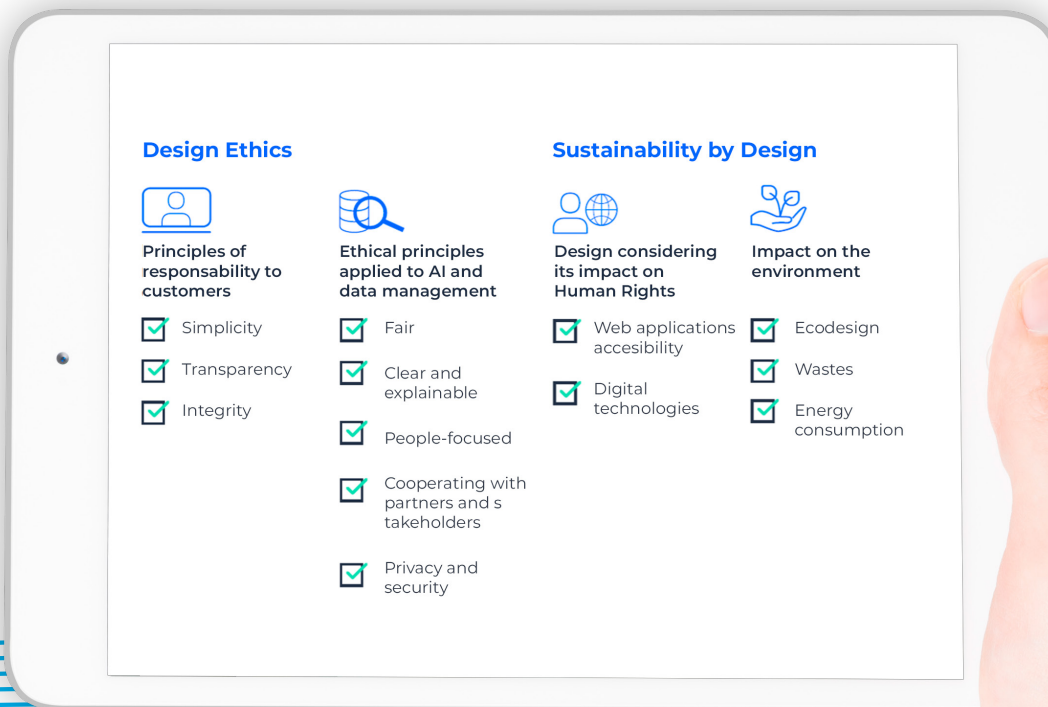 Design Ethics
Principles of
responsability to
customers
Simplicity
Transparency
Integrity
Ethical principles
applied to AI and
data management
Fair
Clear and
explainable
People-focused
Cooperating with
partners and s
takeholders
Privacy and
security
Sustainability by Design
Design considering
its impact on
Human Rights
Web applications
accesibility
Digital
technologies
Impact on the
environment
Ecodesign
Wastes
Energy
consumption